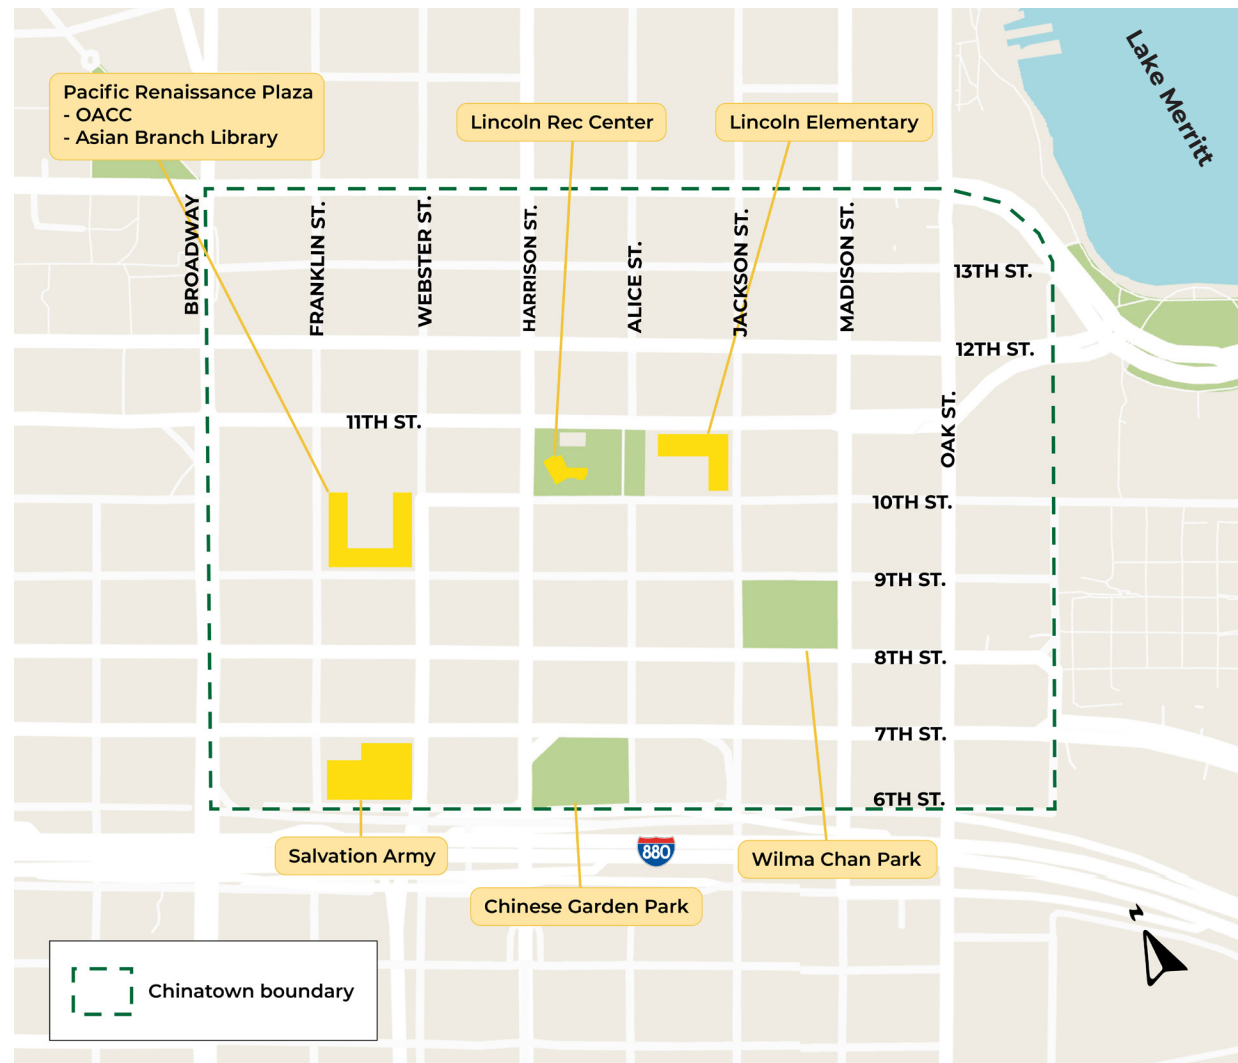 Lake Merritt
Pacific Renaissance Plaza
- OACC
- Asian Branch Library
Lincoln Rec Center
Lincoln Elementary
BROADWAY
FRANKLIN ST.
WEBSTER ST.
HARRISON ST.
ALICE ST.
JACKSON ST.
MADISON ST.
13TH ST.
12TH ST.
OAK ST.
11TH ST.
10TH ST.
9TH ST.
8TH ST.
7TH ST.
6TH ST.
880
Salvation Army
Wilma Chan Park
Chinese Garden Park
N
Chinatown boundary